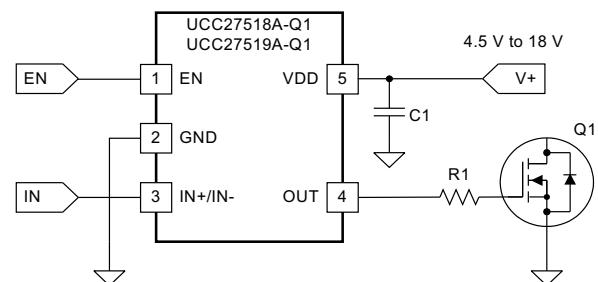 UCC27518A-Q1
UCC27519A-Q1
4.5 V to 18 V
EN
1
EN
VDD
5
V+
C1
2
GND
Q1
IN
3
IN+/IN-
OUT
4
R1